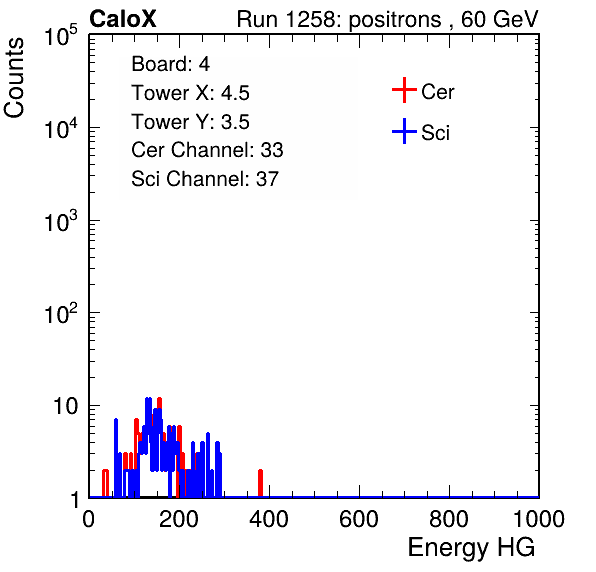 CaloX Run 1258: positrons , 60 GeV
Counts
Board: 4
Tower X: 4.5
Tower Y: 3.5
Cer Channel: 33
Sci Channel: 37
Cer
Sci
10^5
10^4
10^3
10^2
10
1
0 200 400 600 800 1000
Energy HG